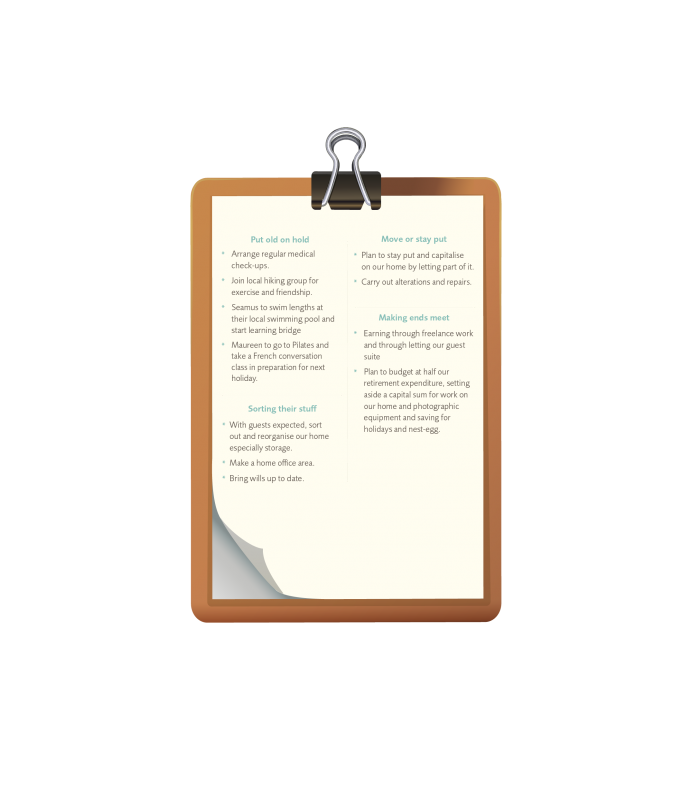 Put old on hold
• Arrange regular medical
check-ups.
• Join local hiking group for
exercise and friendship.
• Seamus to swim lengths at
their local swimming pool and
start learning bridge
• Maureen to go to Pilates and
take a French conversation
class in preparation for next
holiday.
Sorting their stuff
• With guests expected, sort
out and reorganise our home
especially storage.
• Make a home office area.
• Bring wills up to date.
Move or stay put
• Plan to stay put and capitalise
on our home by letting part of it.
• Carry out alterations and repairs.
Making ends meet
• Earning through freelance work
and through letting our guest
suite
• Plan to budget at half our
retirement expenditure, setting
aside a capital sum for work on
our home and photographic
equipment and saving for
holidays and nest-egg.